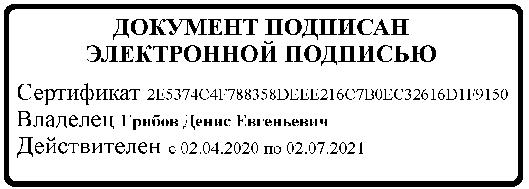 ДОКУМЕНТ ПОДПИСАН
ЭЛЕКТРОННОЙ ПОДПИСЬЮ
Сертификат 2E5374C4F788358DEEE216C7B0EC32616D1F9150
Владелец Грибов Денис Евгеньевич
Действителен с 02.04.2020 по 02.07.2021